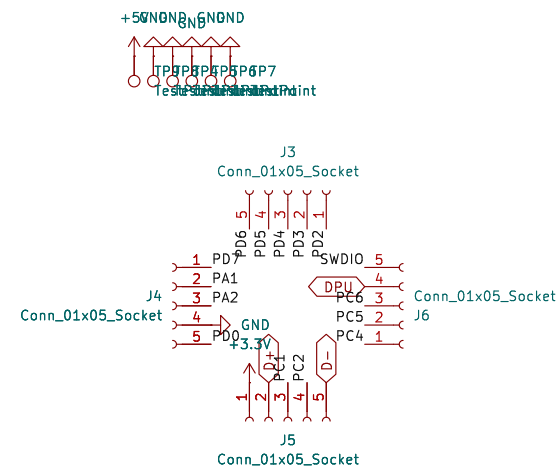 +5V GND GND GND GND GND
TP7
J3
Conn_01x05_Socket
5 4 3 2 1
PD6 PD5 PD4 PD3 PD2
1 PD7
2 PA1
3 PA2
4 GND
5 PD0
J4
Conn_01x05_Socket
SWDIO 5
DPU 4
PC6 3
PC5 2
PC4 1
Conn_01x05_Socket
J6
+3.3V
D+ PC1 PC2 D-
1 2 3 4 5
J5
Conn_01x05_Socket